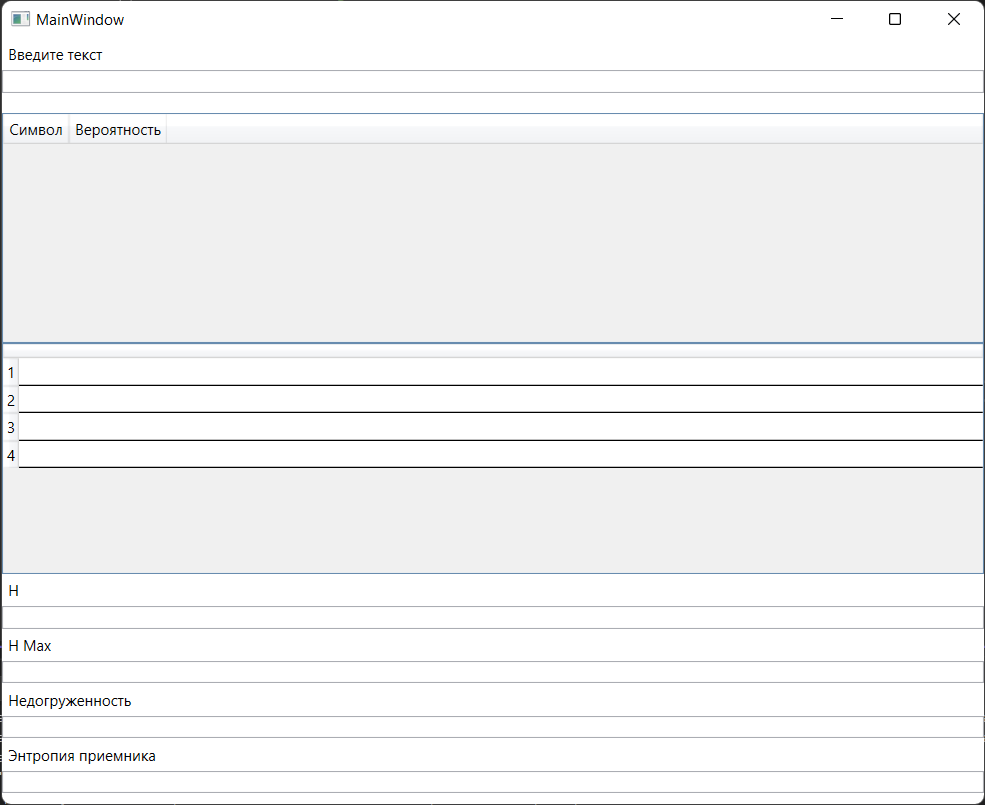 MainWindow
Введите текст
Символ Вероятность
1
2
3
4
H
H Max
Недогруженность
Энтропия приемника